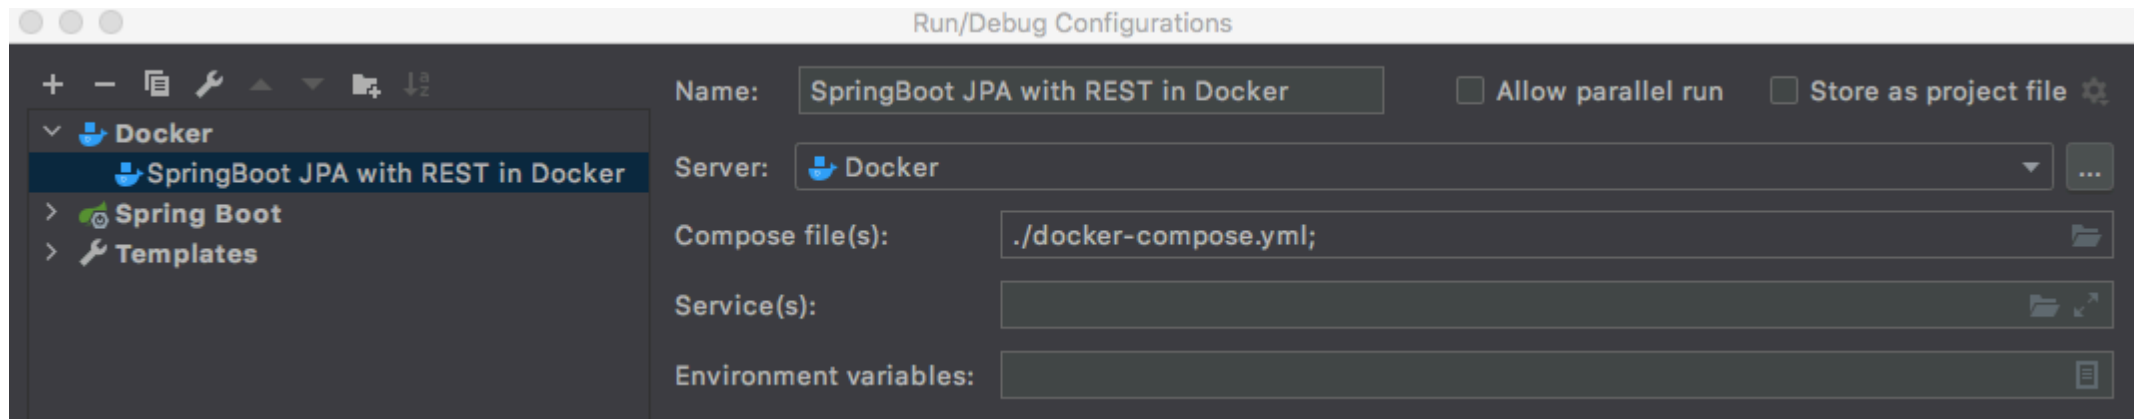 Run/Debug Configurations
Name: SpringBoot JPA with REST in Docker Allow parallel run Store as project file
Docker
SpringBoot JPA with REST in Docker
Server: Docker ...
Spring Boot
Compose file(s): ./docker-compose.yml;
Templates
Service(s):
Environment variables: